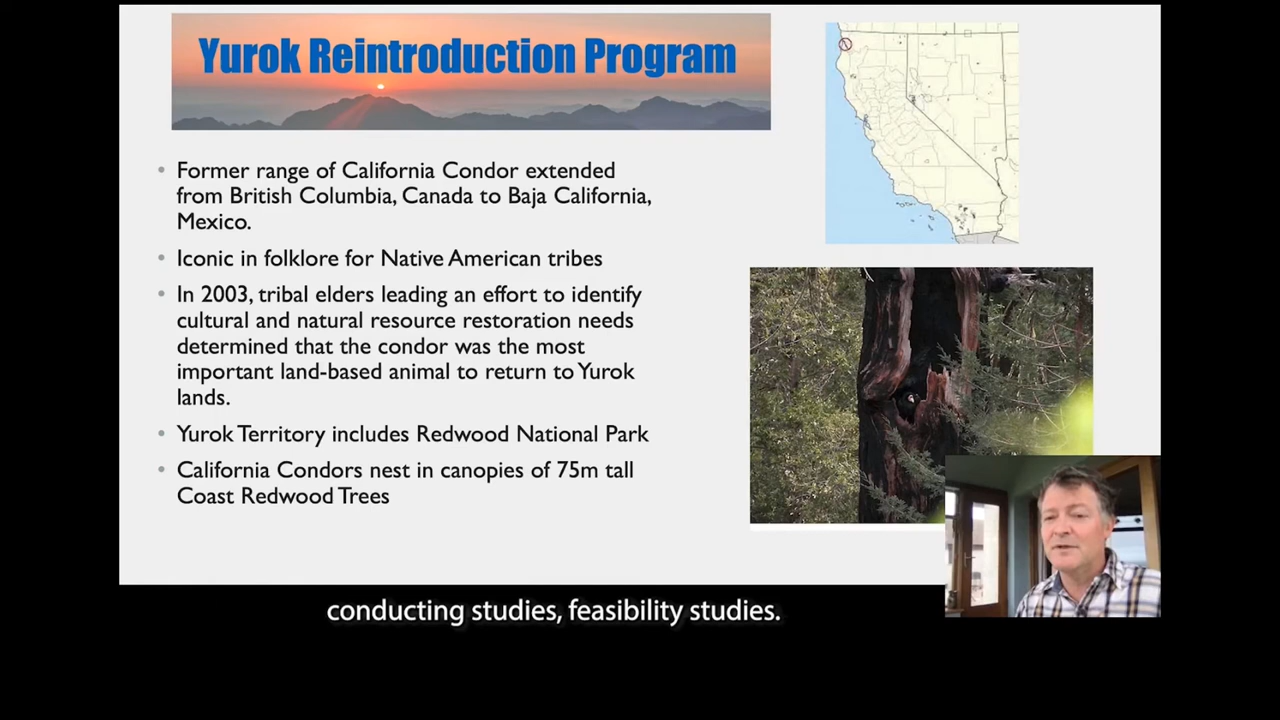 Yurok Reintroduction Program
• Former range of California Condor extended
from British Columbia, Canada to Baja California,
Mexico.
• Iconic in folklore for Native American tribes
• In 2003, tribal elders leading an effort to identify
cultural and natural resource restoration needs
determined that the condor was the most
important land-based animal to return to Yurok
lands.
• Yurok Territory includes Redwood National Park
• California Condors nest in canopies of 75m tall
Coast Redwood Trees
conducting studies, feasibility studies.